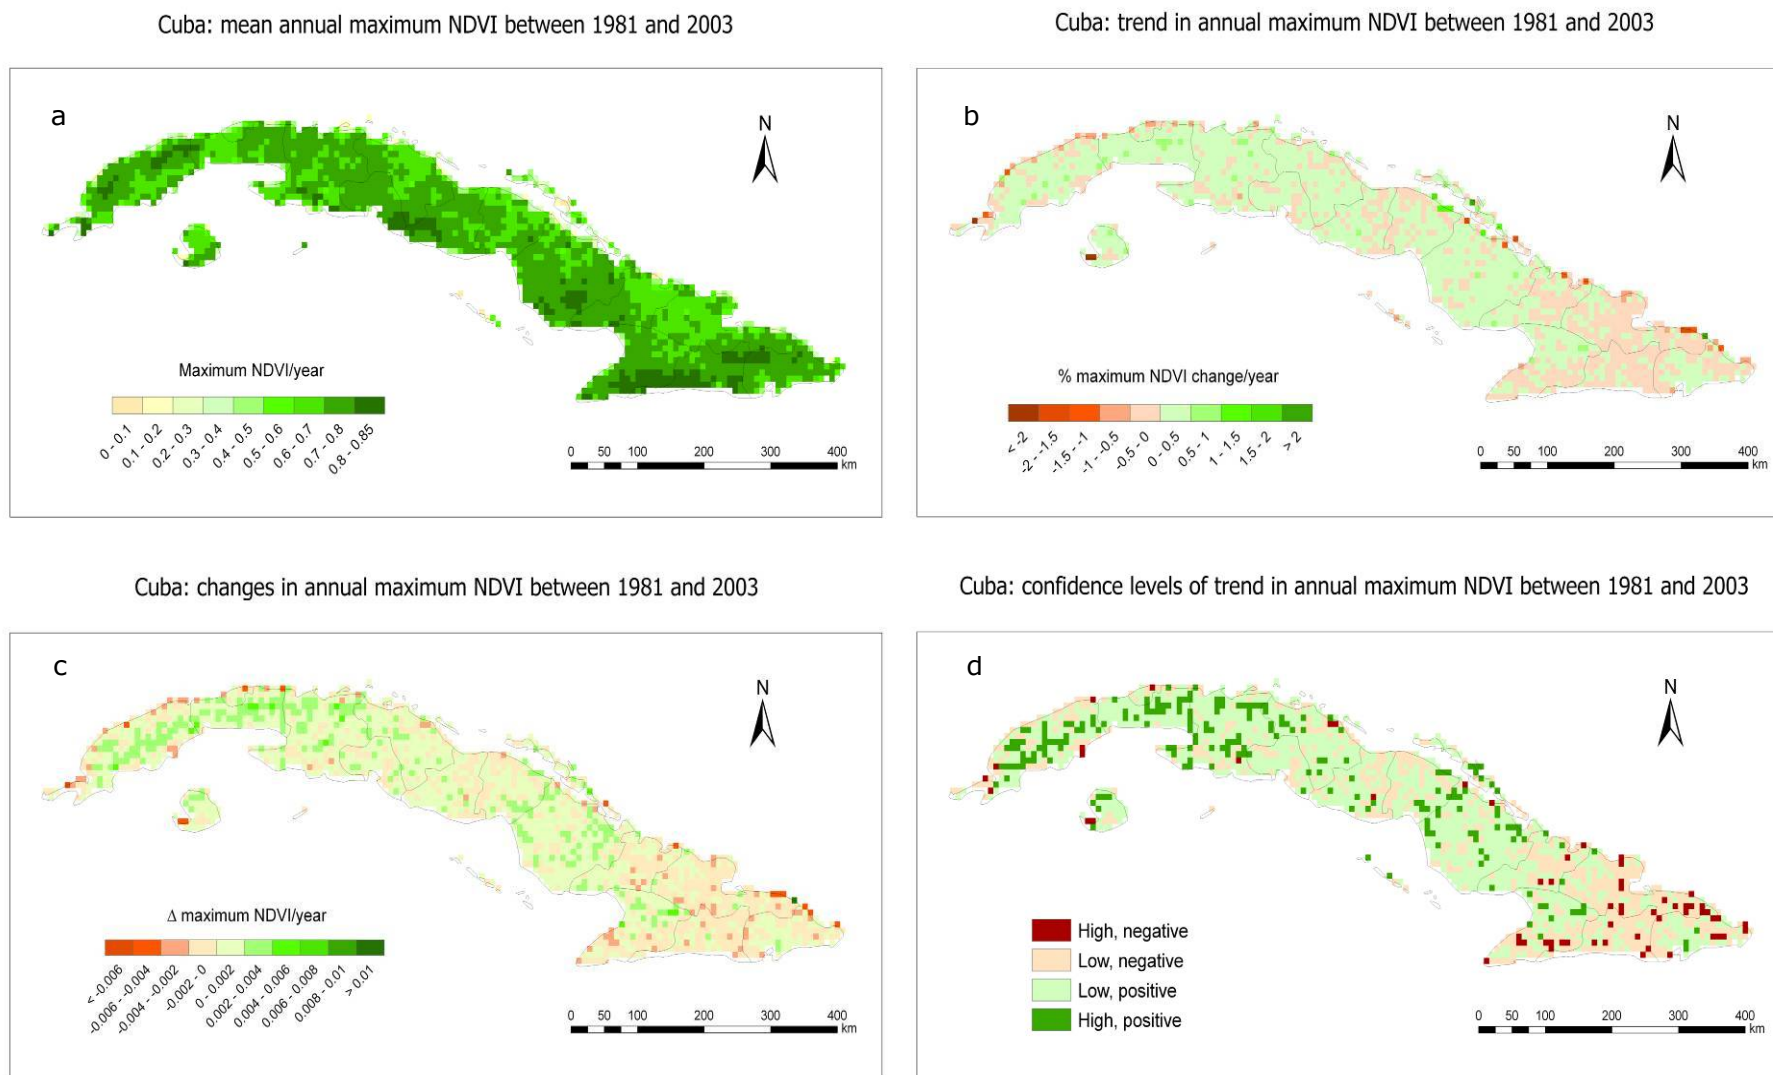 Cuba: mean annual maximum NDVI between 1981 and 2003
a
N
Maximum NDVI/year
0 - 0.1
0.1 - 0.2
0.2 - 0.3
0.3 - 0.4
0.4 - 0.5
0.5 - 0.6
0.6 - 0.7
0.7 - 0.8
0.8 - 0.85
0 50 100 200 300 400
km
Cuba: trend in annual maximum NDVI between 1981 and 2003
b
N
% maximum NDVI change/year
< -2
-2 - -1.5
-1.5 - -1
-1 - -0.5
-0.5 - 0
0 - 0.5
0.5 - 1
1 - 1.5
1.5 - 2
> 2
0 50 100 200 300 400
km
Cuba: changes in annual maximum NDVI between 1981 and 2003
c
N
Δ maximum NDVI/year
< -0.006
-0.006 - -0.004
-0.004 - -0.002
-0.002 - 0
0 - 0.002
0.002 - 0.004
0.004 - 0.006
0.006 - 0.008
0.008 - 0.01
> 0.01
0 50 100 200 300 400
km
Cuba: confidence levels of trend in annual maximum NDVI between 1981 and 2003
d
N
High, negative
Low, negative
Low, positive
High, positive
0 50 100 200 300 400
km